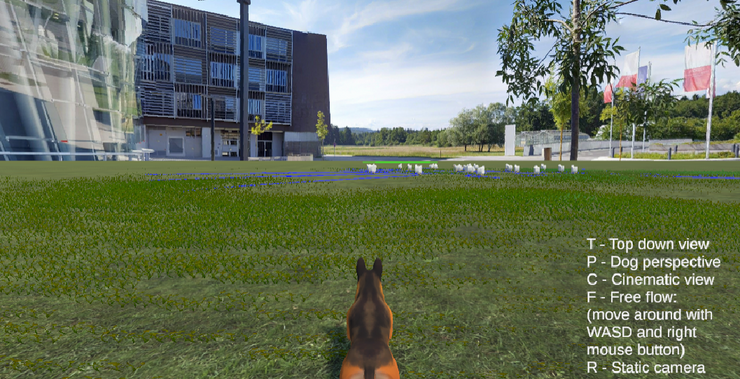 T - Top down view
P - Dog perspective
C - Cinematic view
F - Free flow:
(move around with
WASD and right
mouse button)
R - Static camera